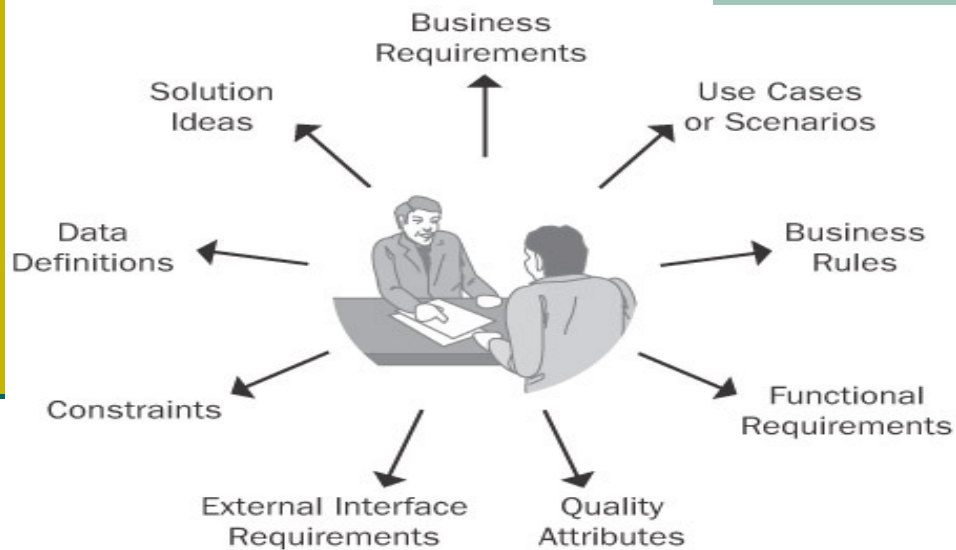 Business
Requirements
Use Cases
or Scenarios
Business
Rules
Functional
Requirements
Quality
Attributes
External Interface
Requirements
Constraints
Data
Definitions
Solution
Ideas